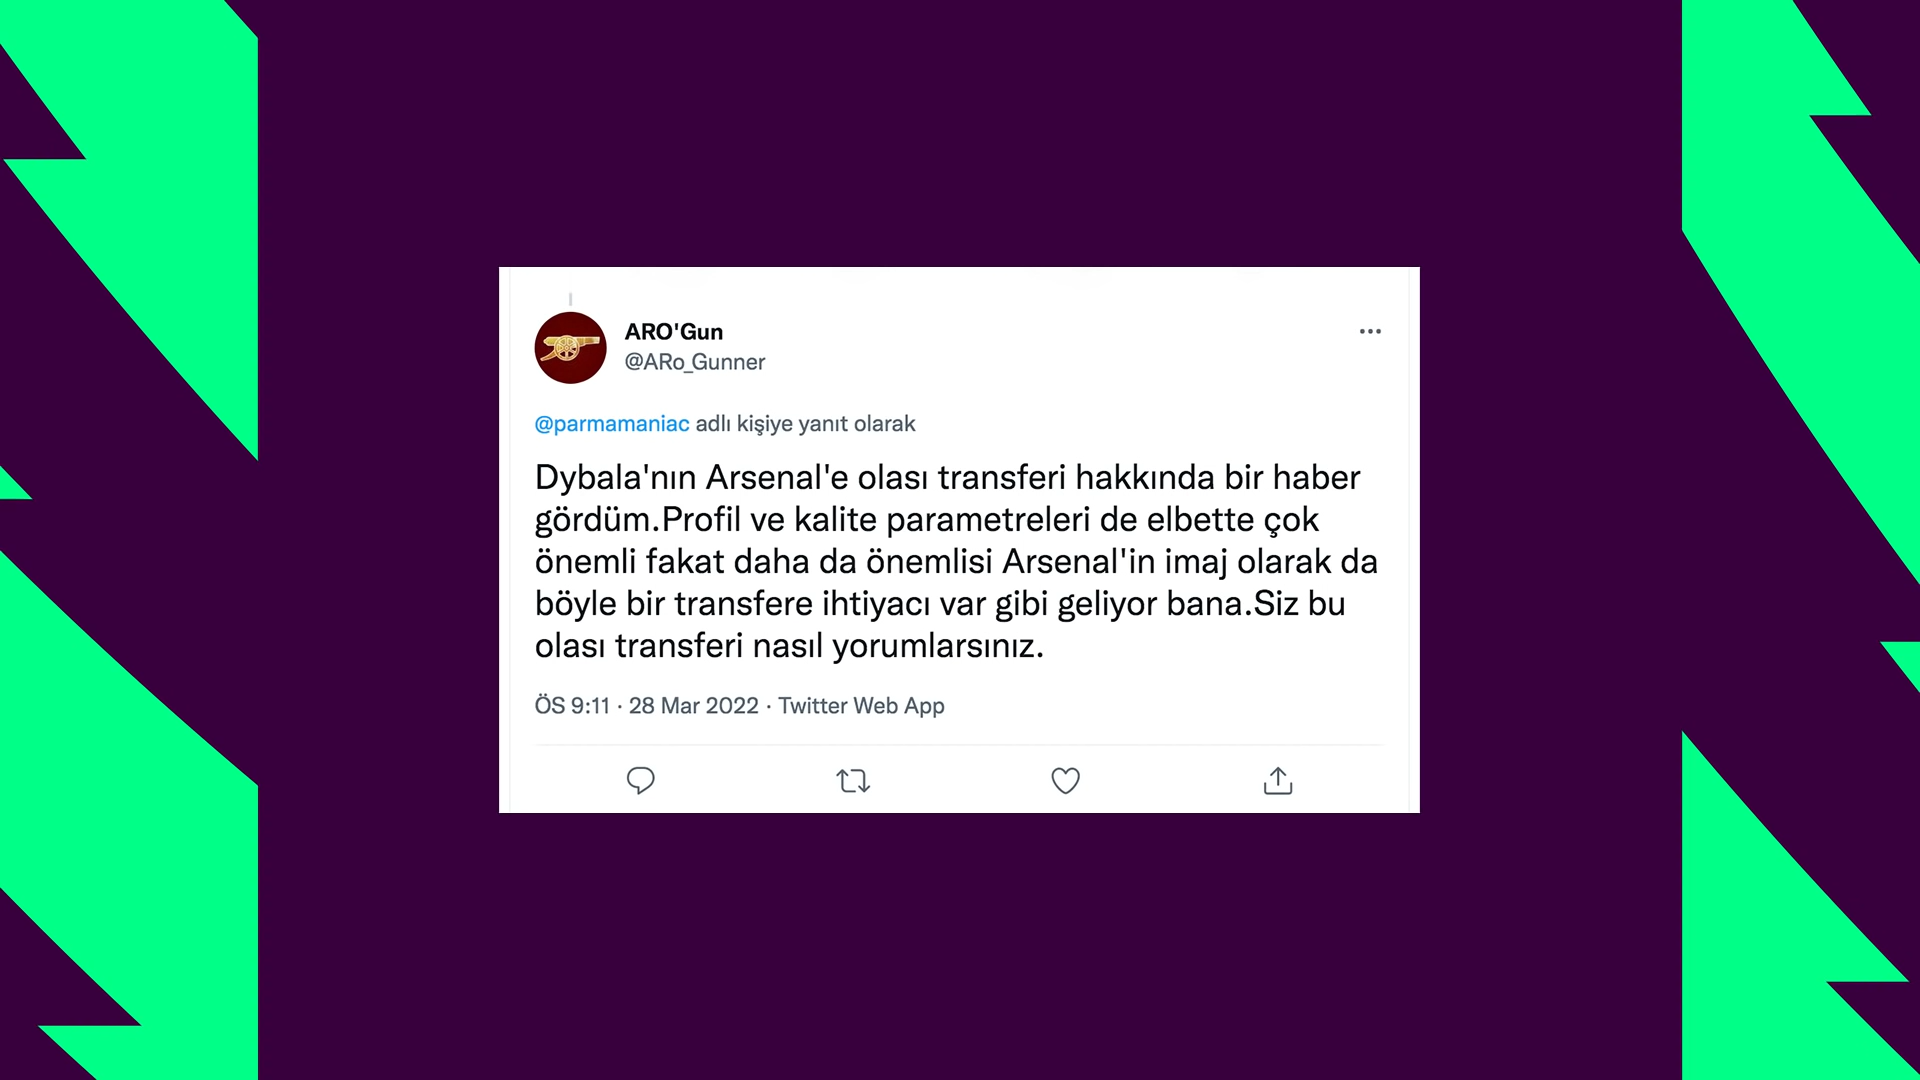 ARO'Gun
@ARo_Gunner
@parmamaniac adlı kişiye yanıt olarak
Dybala'nın Arsenal'e olası transferi hakkında bir haber
gördüm.Profil ve kalite parametreleri de elbette çok
önemli fakat daha da önemlisi Arsenal'in imaj olarak da
böyle bir transfere ihtiyacı var gibi geliyor bana.Siz bu
olası transferi nasıl yorumlarsınız.
ÖS 9:11 · 28 Mar 2022 · Twitter Web App